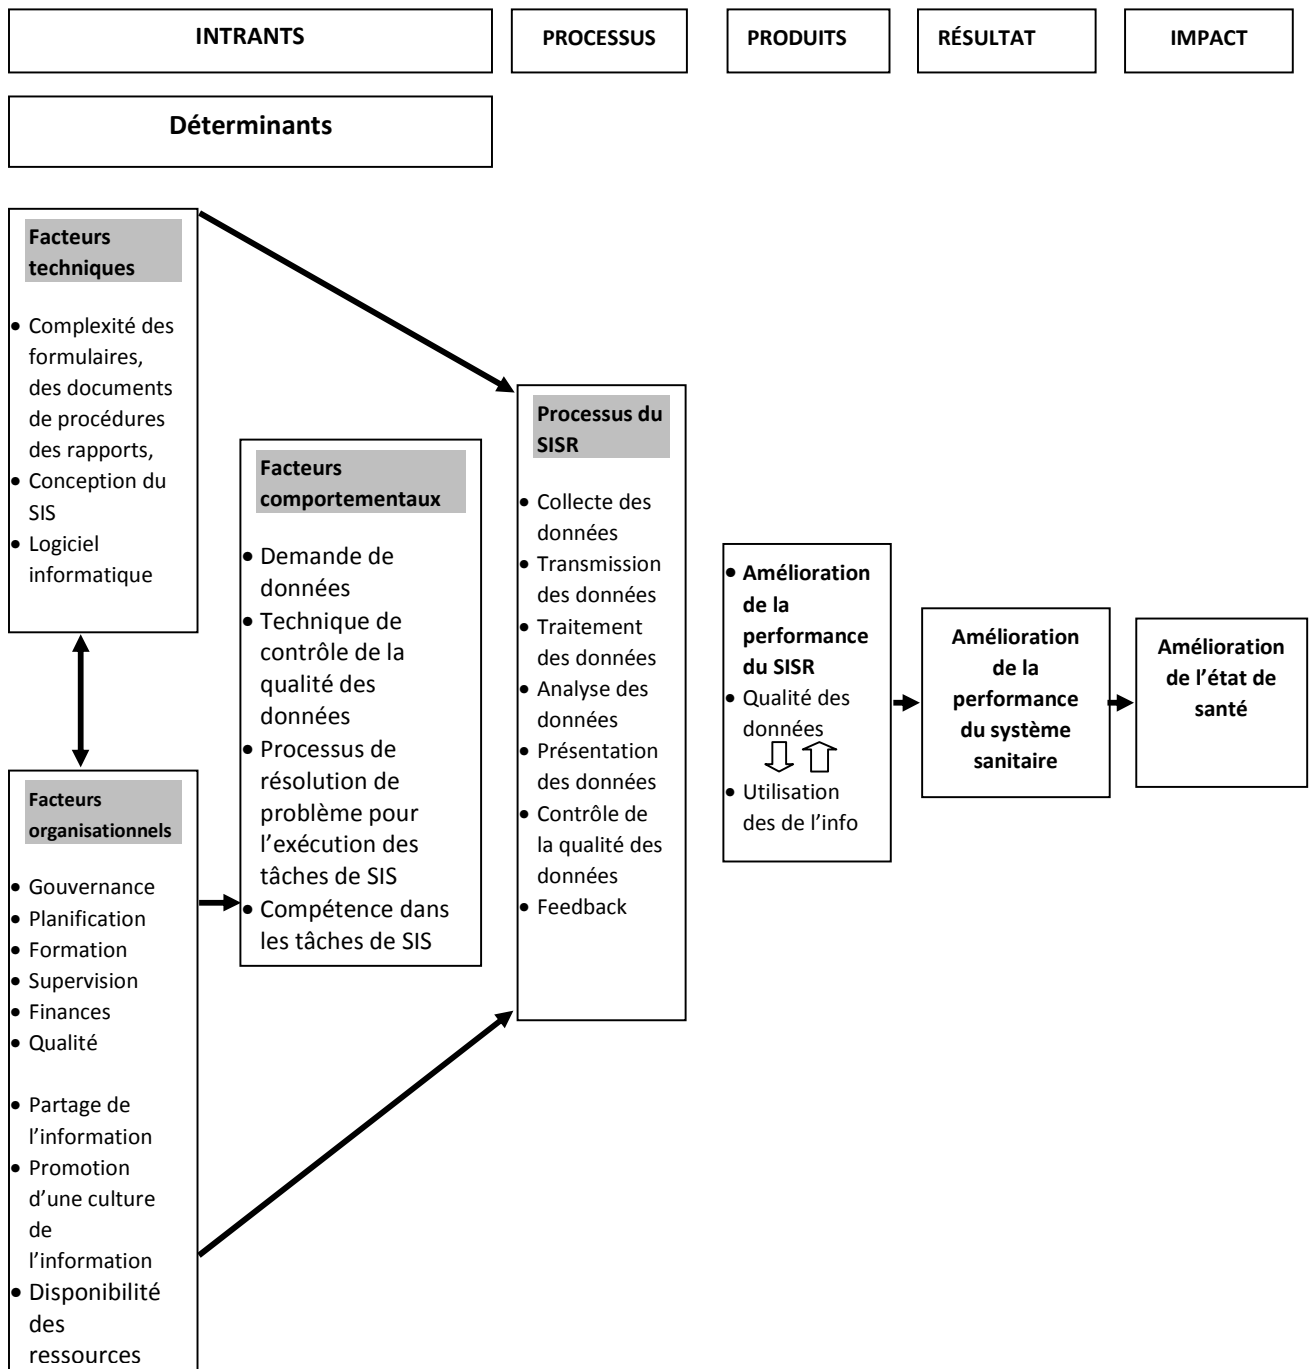 INTRANTS
PROCESSUS
PRODUITS
RÉSULTAT
IMPACT
Déterminants
Facteurs
techniques
• Complexité des
formulaires,
des documents
de procédures
des rapports,
• Conception du
SIS
• Logiciel
informatique
Facteurs
organisationnels
• Gouvernance
• Planification
• Formation
• Supervision
• Finances
• Qualité
• Partage de
l’information
• Promotion
d’une culture
de
l’information
• Disponibilité
des
ressources
Facteurs
comportementaux
• Demande de
données
• Technique de
contrôle de la
qualité des
données
• Processus de
résolution de
problème pour
l’exécution des
tâches de SIS
• Compétence dans
les tâches de SIS
Processus du
SISR
• Collecte des
données
• Transmission
des données
• Traitement
des données
• Analyse des
données
• Présentation
des données
• Contrôle de
la qualité des
données
• Feedback
• Amélioration
de la
performance
du SISR
• Qualité des
données
• Utilisation
des de l’info
Amélioration
de la
performance
du système
sanitaire
Amélioration
de l’état de
santé